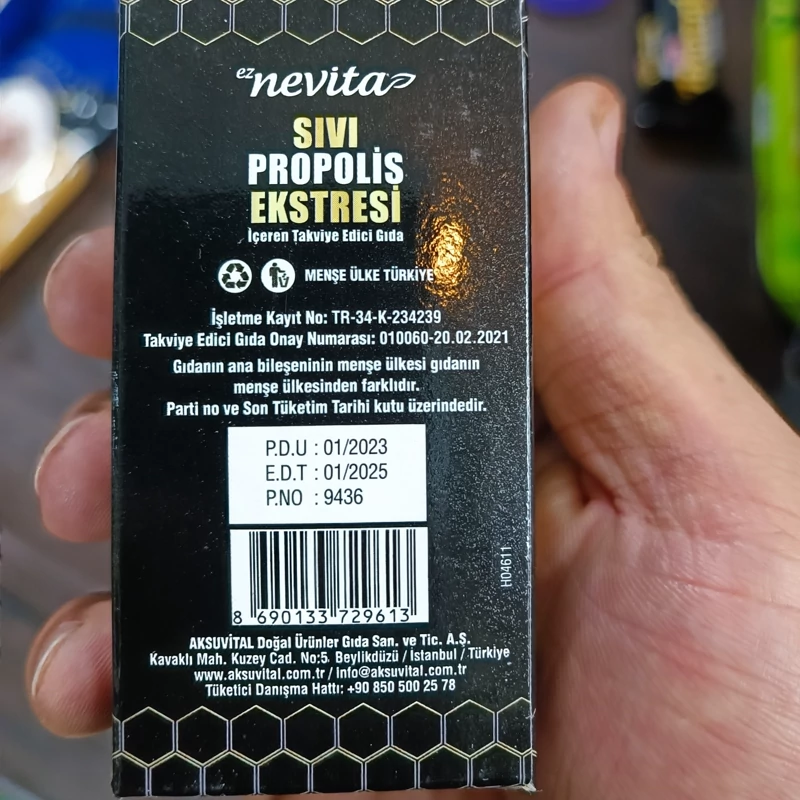 eznevita
SIVI
PROPOLİS
EKSTRESİ
İçeren Takviye Edici Gıda
MENŞE ÜLKE TÜRKİYE
İşletme Kayıt No: TR-34-K-234239
Takviye Edici Gıda Onay Numarası: 010060-20.02.2021
Gıdanın ana bileşeninin menşe ülkesi gıdanın
menşe ülkesinden farklıdır.
Parti no ve Son Tüketim Tarihi kutu üzerindedir.
P.D.U : 01/2023
E.D.T : 01/2025
P.NO : 9436
8 690133 729613
H04611
AKSUVİTAL Doğal Ürünler Gıda San. ve Tic. A.Ş.
Kavaklı Mah. Kuzey Cad. No:5 Beylikdüzü / İstanbul / Türkiye
www.aksuvital.com.tr / info@aksuvital.com.tr
Tüketici Danışma Hattı: +90 850 500 25 78